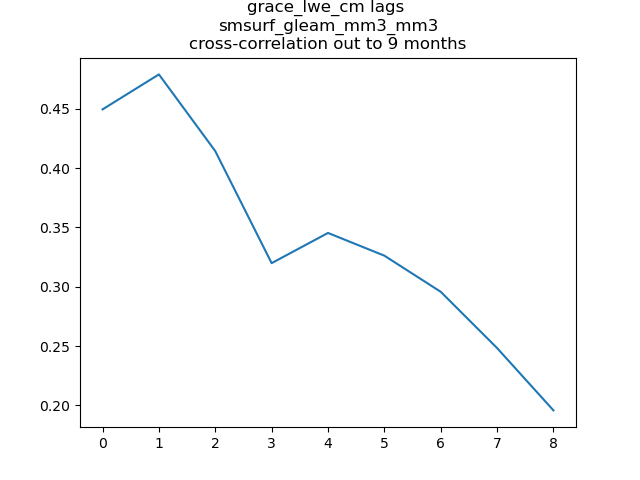 grace_lwe_cm lags
smsurf_gleam_mm3_mm3
cross-correlation out to 9 months
0.45
0.40
0.35
0.30
0.25
0.20
0 1 2 3 4 5 6 7 8